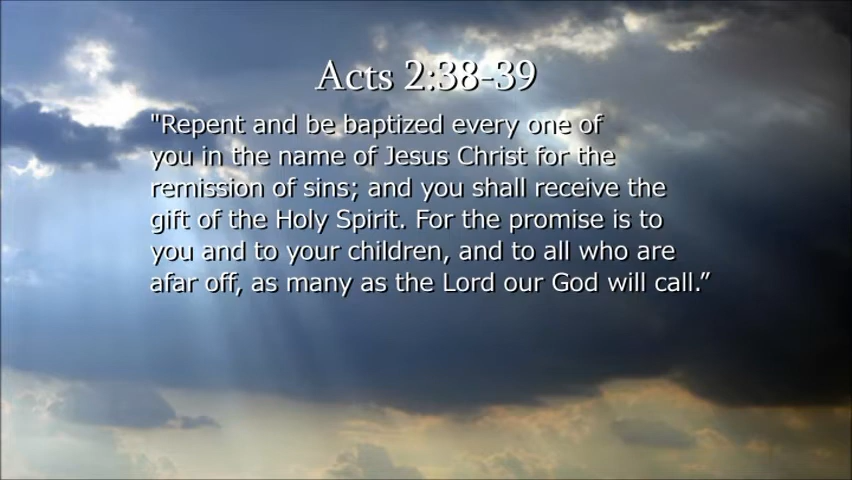 Acts 2:38-39
"Repent and be baptized every one of
you in the name of Jesus Christ for the
remission of sins; and you shall receive the
gift of the Holy Spirit. For the promise is to
you and to your children, and to all who are
afar off, as many as the Lord our God will call.”